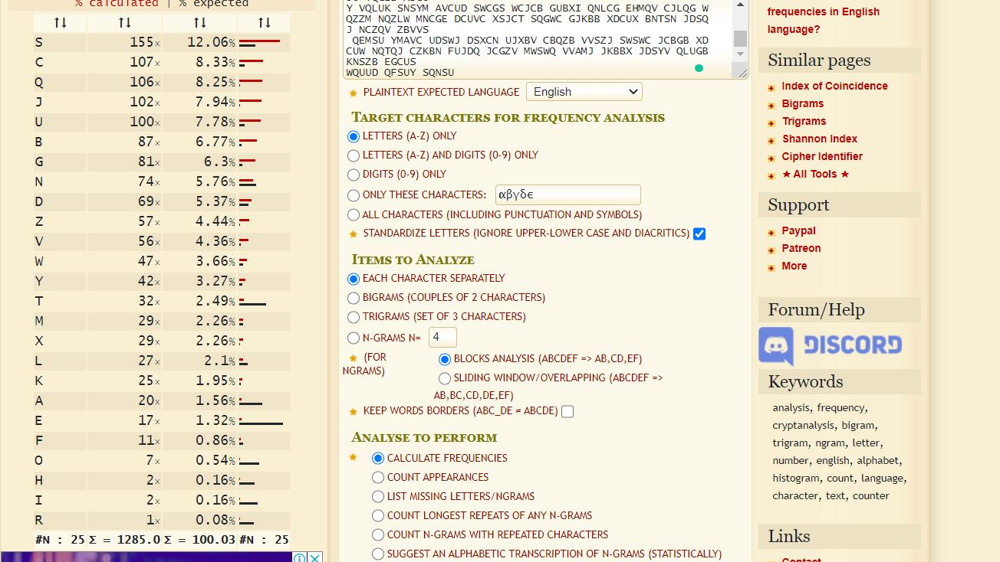 % calculated | % expected
S 155× 12.06%
C 107× 8.33%
Q 106× 8.25%
J 102× 7.94%
U 100× 7.78%
B 87× 6.77%
G 81× 6.3%
N 74× 5.76%
D 69× 5.37%
Z 57× 4.44%
V 56× 4.36%
W 47× 3.66%
Y 42× 3.27%
T 32× 2.49%
M 29× 2.26%
X 29× 2.26%
L 27× 2.1%
K 25× 1.95%
A 20× 1.56%
E 17× 1.32%
F 11× 0.86%
O 7× 0.54%
H 2× 0.16%
I 2× 0.16%
R 1× 0.08%
#N : 25 Σ = 1285.0 Σ = 100.03 #N : 25
Y VQLUK SNSYM AVCUD SWCGS WCJCB GUBXI QNLCG EHMQV CJLQG W
QZZM NQZLW MNCGE DCUVC XSJCT SQGWC GJKBB XDCUX BNTSN JDSQ
J NCZQV ZBVVS
QEMSU YMAVC UDSWJ DSXCN UJXBV CBQZB VVSZJ SWSWC JCBGB XD
CUW NQTQJ CZKBN FUJDQ JCGZV MWSWQ VVAMJ JKBBX JDSYV QLUGB
KNSZB EGCUS
WQUUD QFSUY SQNSU
PLAINTEXT EXPECTED LANGUAGE English
TARGET CHARACTERS FOR FREQUENCY ANALYSIS
LETTERS (A-Z) ONLY
LETTERS (A-Z) AND DIGITS (0-9) ONLY
DIGITS (0-9) ONLY
ONLY THESE CHARACTERS: αβγδϵ
ALL CHARACTERS (INCLUDING PUNCTUATION AND SYMBOLS)
STANDARDIZE LETTERS (IGNORE UPPER-LOWER CASE AND DIACRITICS)
ITEMS TO ANALYZE
EACH CHARACTER SEPARATELY
BIGRAMS (COUPLES OF 2 CHARACTERS)
TRIGRAMS (SET OF 3 CHARACTERS)
N-GRAMS N= 4
(FOR
NGRAMS)
BLOCKS ANALYSIS (ABCDEF => AB,CD,EF)
SLIDING WINDOW/OVERLAPPING (ABCDEF =>
AB,BC,CD,DE,EF)
KEEP WORDS BORDERS (ABC_DE ≠ ABCDE)
ANALYSE TO PERFORM
CALCULATE FREQUENCIES
COUNT APPEARANCES
LIST MISSING LETTERS/NGRAMS
COUNT LONGEST REPEATS OF ANY N-GRAMS
COUNT N-GRAMS WITH REPEATED CHARACTERS
SUGGEST AN ALPHABETIC TRANSCRIPTION OF N-GRAMS (STATISTICALLY)
frequencies in English
language?
Similar pages
Index of Coincidence
Bigrams
Trigrams
Shannon Index
Cipher Identifier
★ All Tools ★
Support
Paypal
Patreon
More
Forum/Help
DISCORD
Keywords
analysis, frequency,
cryptanalysis, bigram,
trigram, ngram, letter,
number, english, alphabet,
histogram, count, language,
character, text, counter
Links
Contact